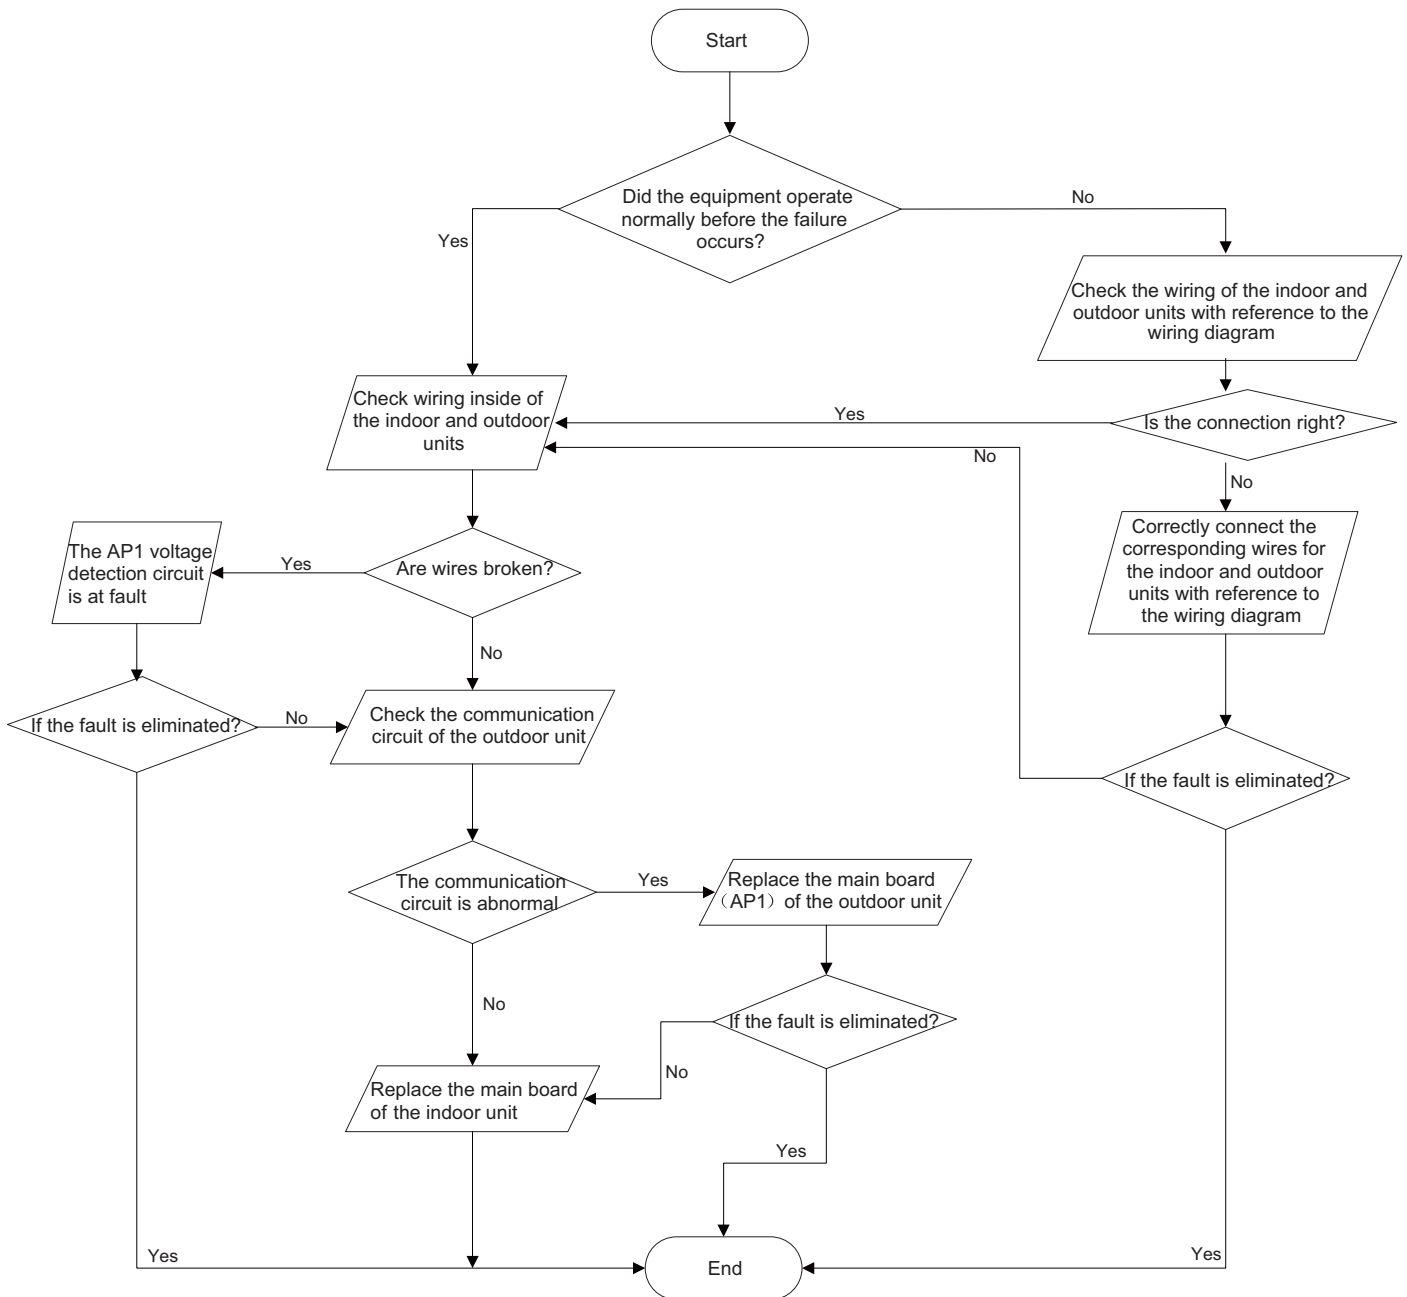 Start
Did the equipment operate
normally before the failure
occurs?
No
Yes
Check the wiring of the indoor and
outdoor units with reference to the
wiring diagram
Check wiring inside of
the indoor and outdoor
units
Yes
Is the connection right?
No
No
Correctly connect the
corresponding wires for
the indoor and outdoor
units with reference to
the wiring diagram
The AP1 voltage
detection circuit
is at fault
Yes
Are wires broken?
No
If the fault is eliminated?
No
Check the communication
circuit of the outdoor unit
If the fault is eliminated?
The communication
circuit is abnormal
Yes
Replace the main board
（AP1）of the outdoor unit
No
If the fault is eliminated?
No
Replace the main board
of the indoor unit
Yes
Yes
End
Yes